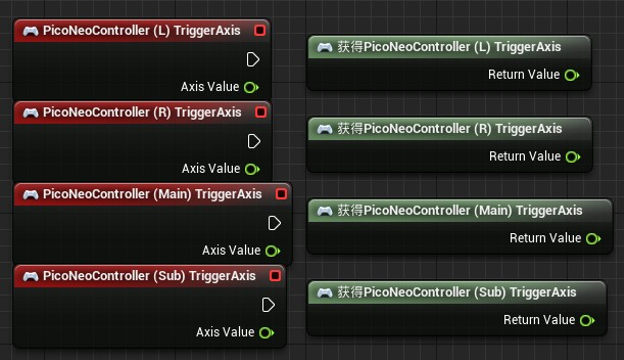 PicoNeoController (L) TriggerAxis
Axis Value
PicoNeoController (R) TriggerAxis
Axis Value
PicoNeoController (Main) TriggerAxis
Axis Value
PicoNeoController (Sub) TriggerAxis
Axis Value
获得PicoNeoController (L) TriggerAxis
Return Value
获得PicoNeoController (R) TriggerAxis
Return Value
获得PicoNeoController (Main) TriggerAxis
Return Value
获得PicoNeoController (Sub) TriggerAxis
Return Value